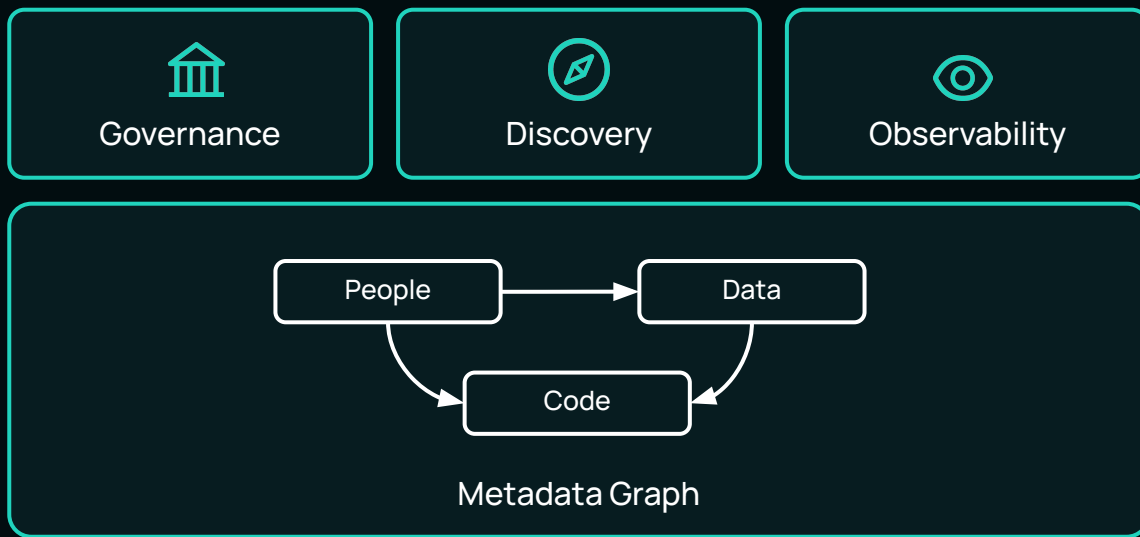 Governance
Discovery
Observability
People
Data
Code
Metadata Graph